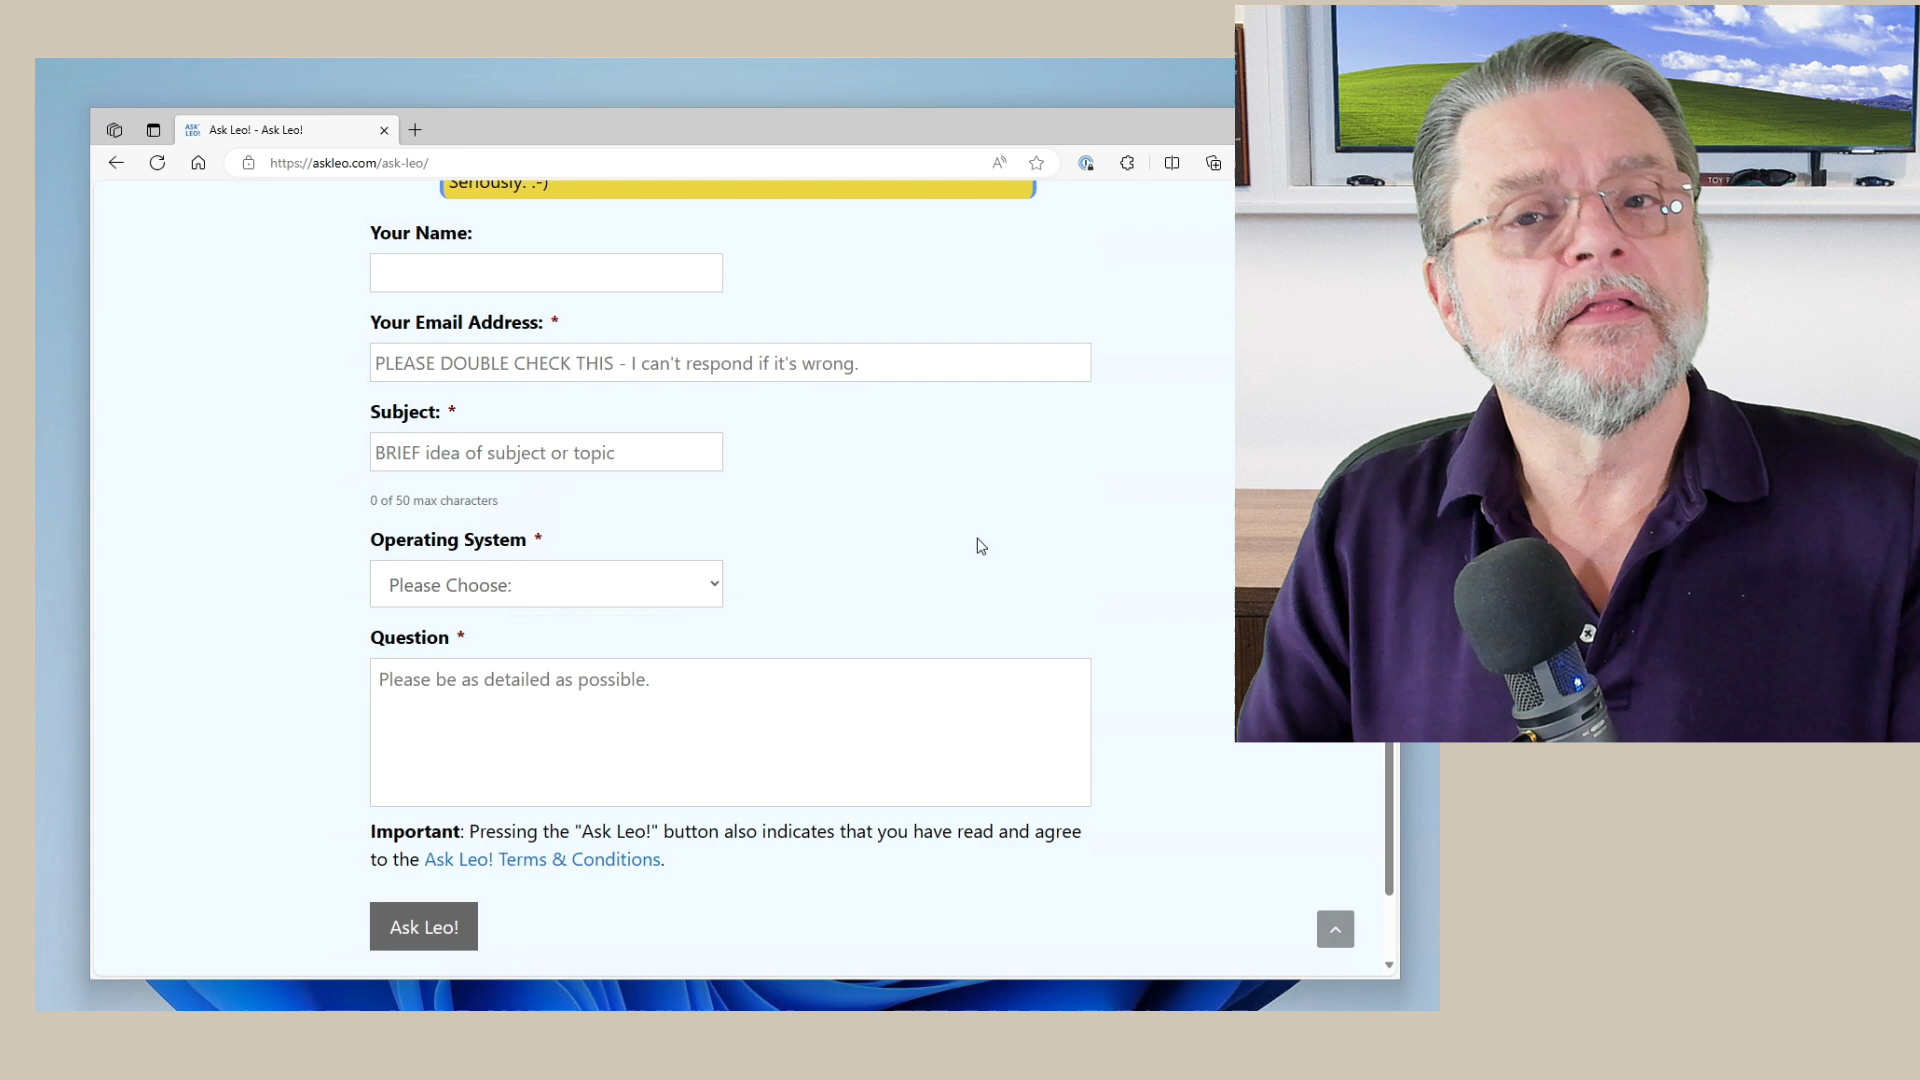 ASK LEO!
Ask Leo! - Ask Leo!
https://askleo.com/ask-leo/
Seriously. :-)
Your Name:
Your Email Address: *
PLEASE DOUBLE CHECK THIS - I can't respond if it's wrong.
Subject: *
BRIEF idea of subject or topic
0 of 50 max characters
Operating System *
Please Choose:
Question *
Please be as detailed as possible.
Important: Pressing the "Ask Leo!" button also indicates that you have read and agree
to the Ask Leo! Terms & Conditions.
Ask Leo!
TOY